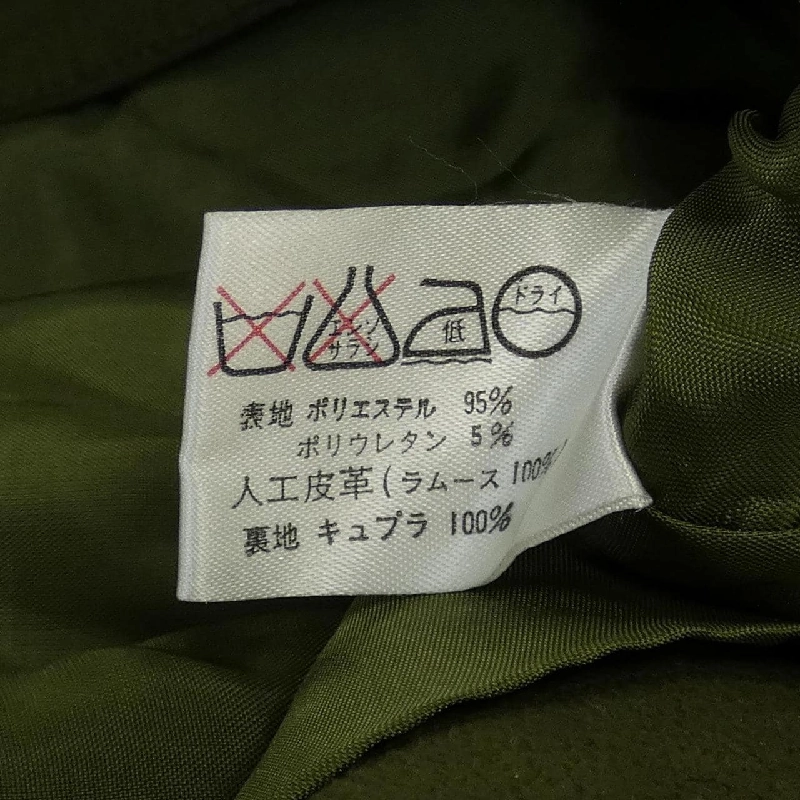 エンソ
サラシ
低
ドライ
表地 ポリエステル 95%
ポリウレタン 5%
人工皮革(ラムース 100%)
裏地 キュプラ 100%